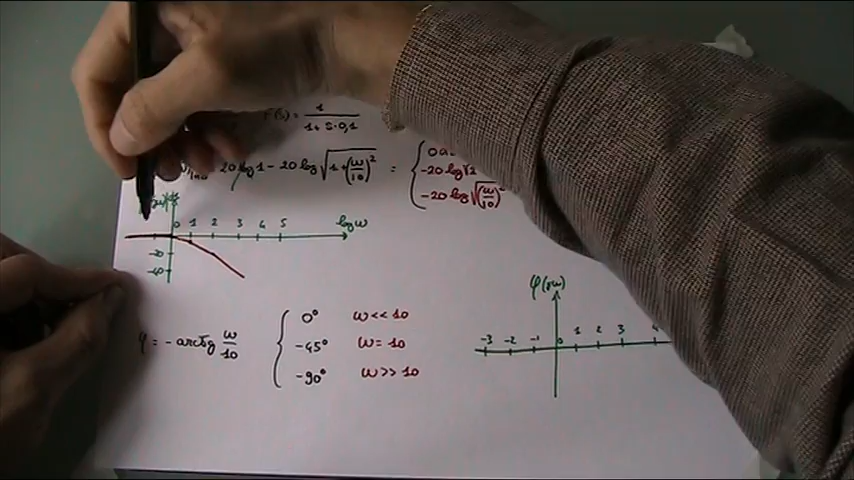 F(s) = 1 / 1+s·0,1
20 log 1 - 20 log √1+(ω/10)² = { 
-20 log √2
-20 log √(ω/10)
0 1 2 3 4 5 log ω
-20
-40
φ = - arctg ω/10 { 0° ω << 10
-45° ω = 10
-90° ω >> 10
φ(jω)
-3 -2 -1 0 1 2 3 4